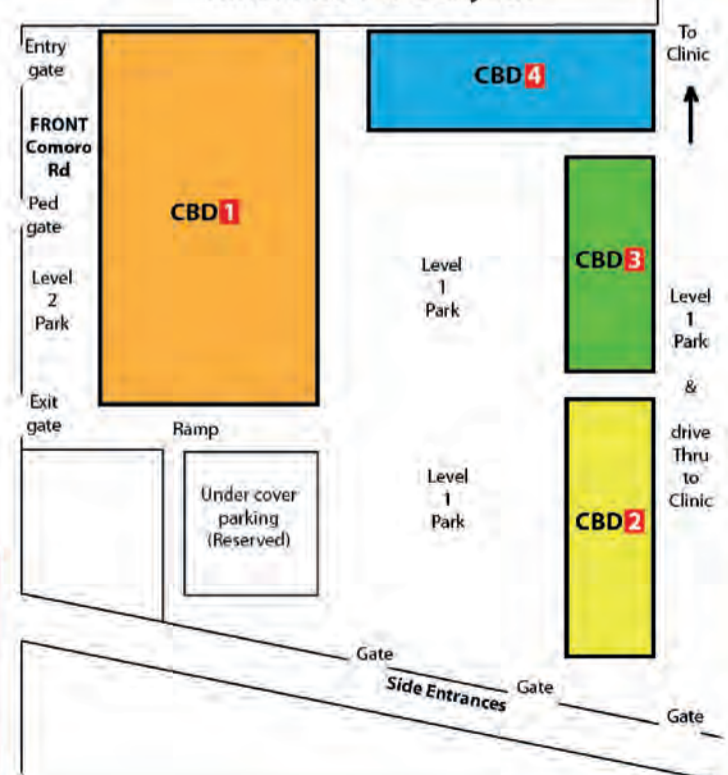 Entry
gate
FRONT
Comoro
Rd
Ped
gate
Level
2
Park
Exit
gate
CBD 1
CBD 4
To
Clinic
CBD 3
Level
1
Park
Level
1
Park
&
drive
Thru
to
Clinic
Ramp
Under cover
parking
(Reserved)
Level
1
Park
CBD 2
Gate
Side Entrances
Gate
Gate